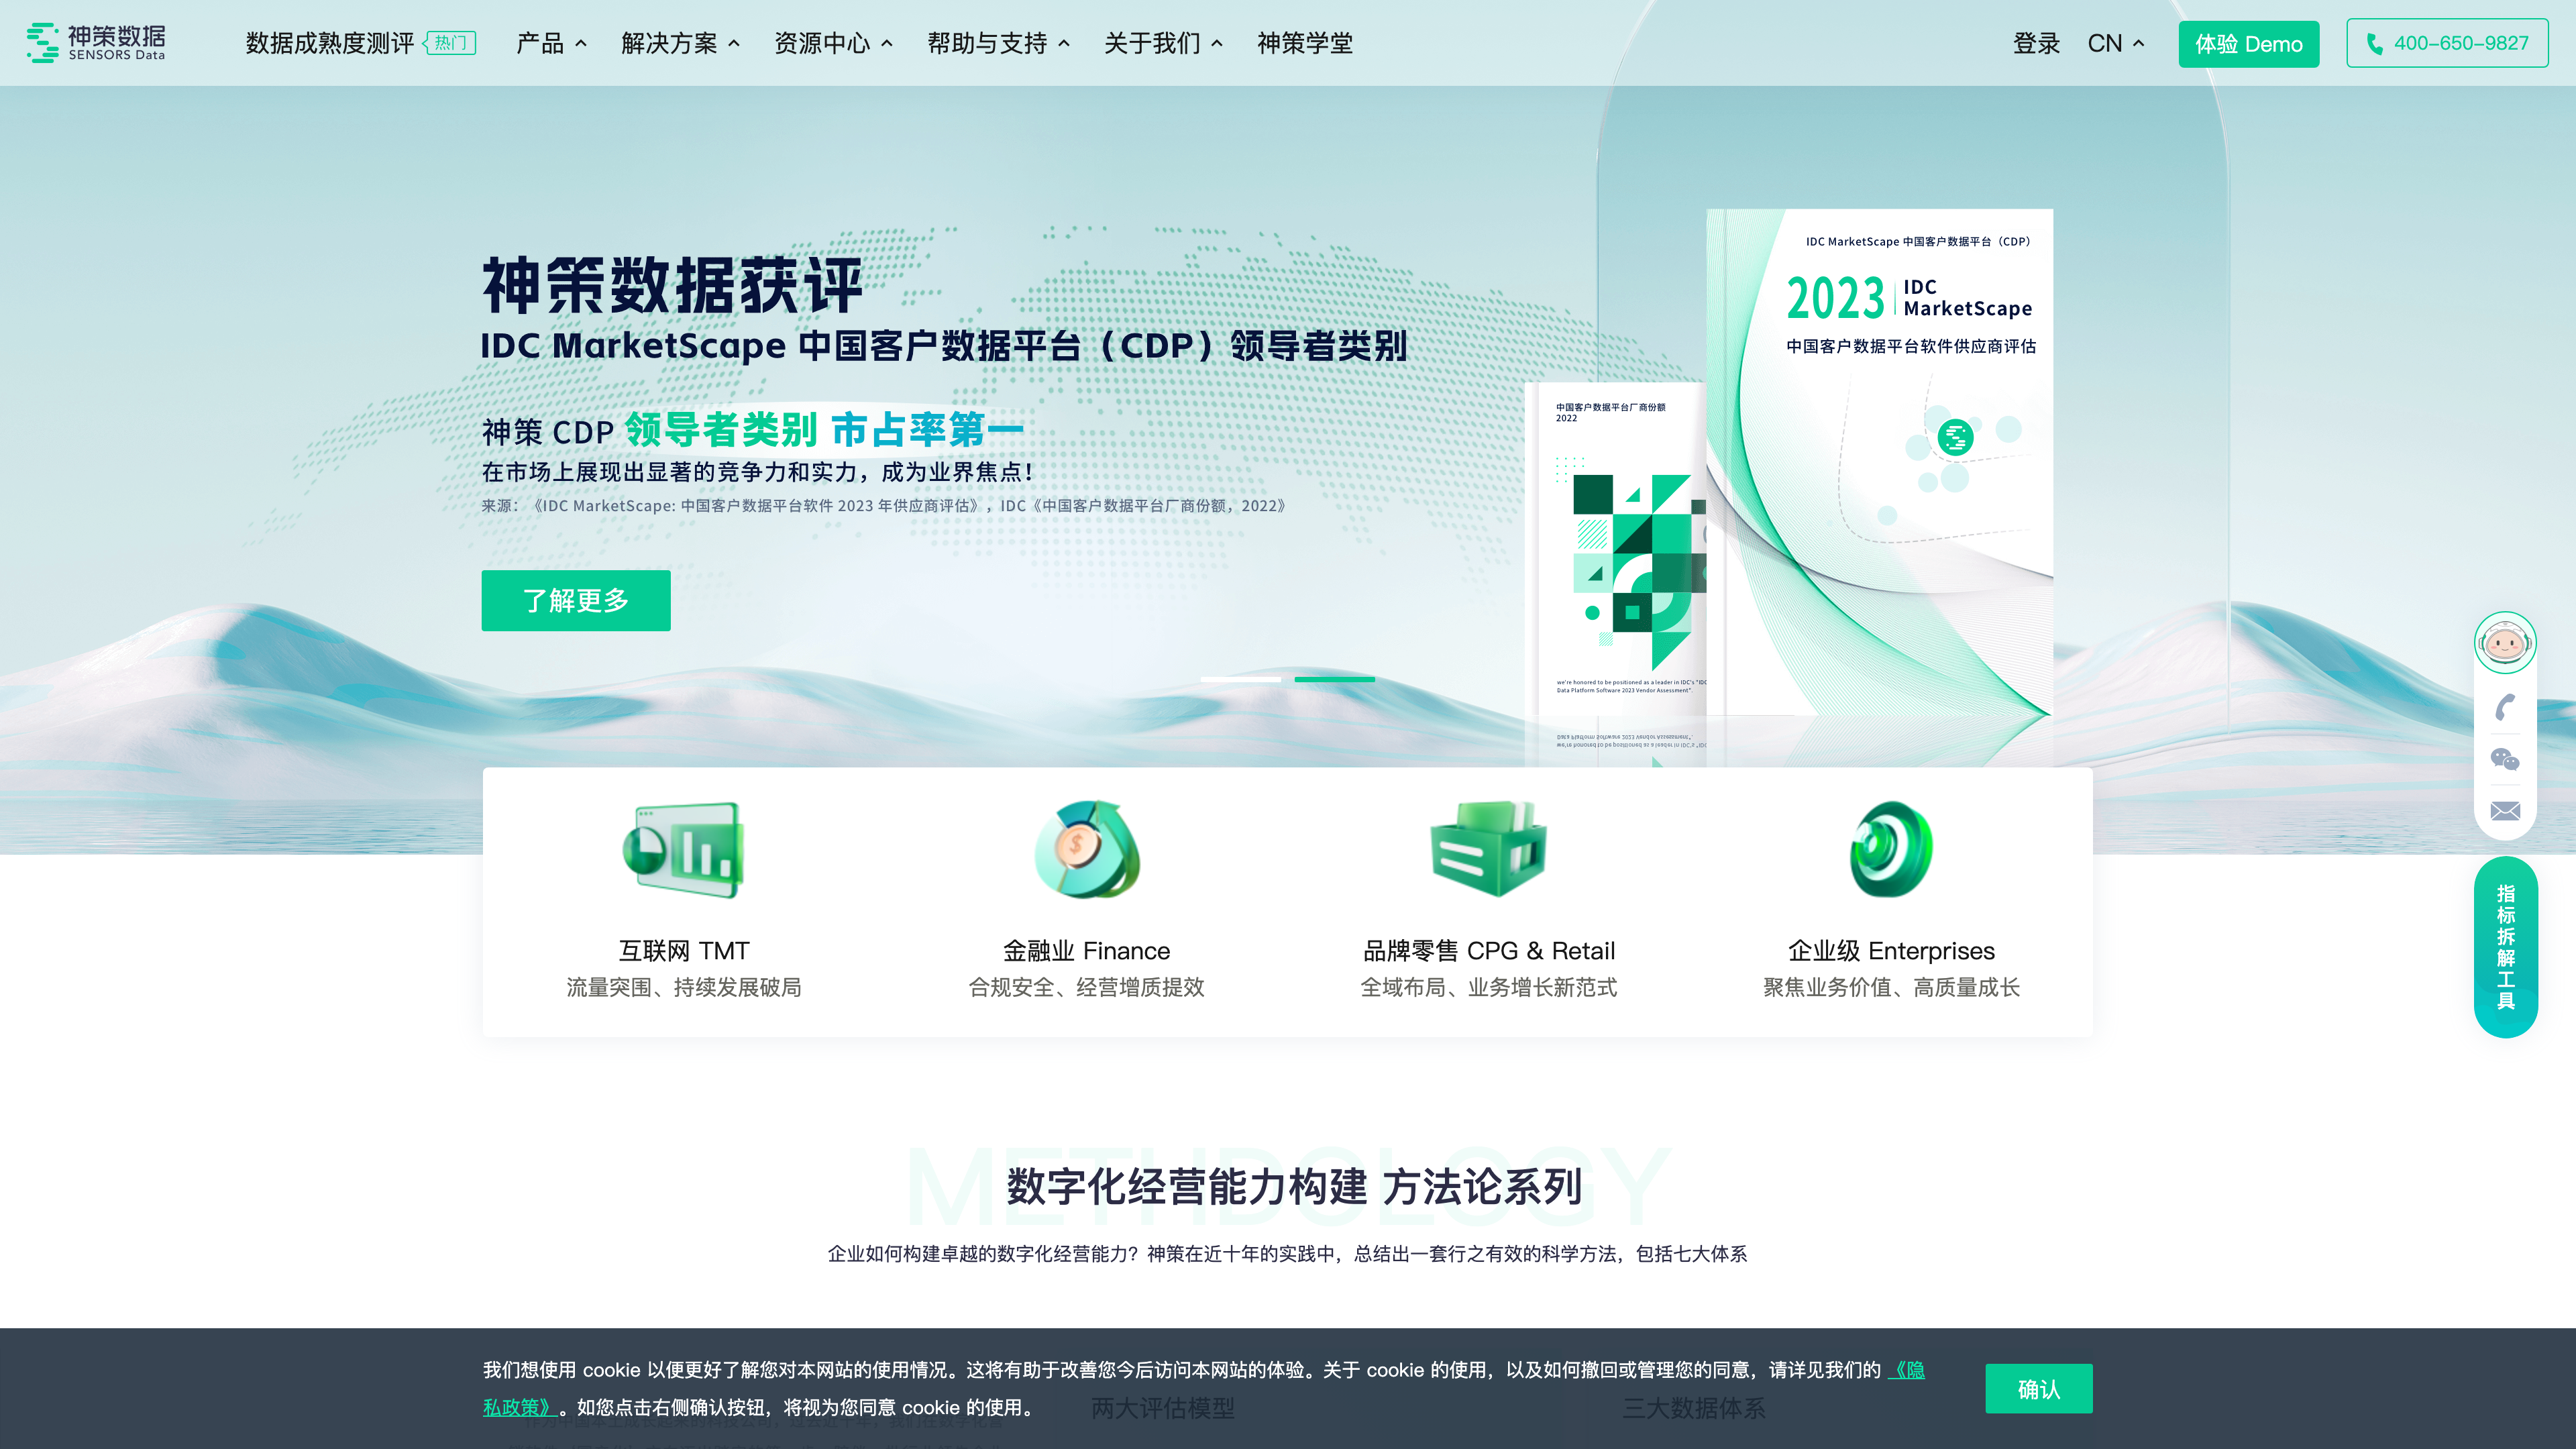 神策数据
SENSORS Data
数据成熟度测评 热门 产品 解决方案 资源中心 帮助与支持 关于我们 神策学堂 登录 CN 体验 Demo 400-650-9827
神策数据获评
IDC MarketScape 中国客户数据平台（CDP）领导者类别
神策 CDP 领导者类别 市占率第一
在市场上展现出显著的竞争力和实力，成为业界焦点！
来源：《IDC MarketScape: 中国客户数据平台软件 2023 年供应商评估》，IDC《中国客户数据平台厂商份额，2022》
了解更多
中国客户数据平台厂商份额
2022
we're honored to be positioned as a leader in IDC's "IDC
Data Platform Software 2023 Vendor Assessment".
IDC MarketScape 中国客户数据平台（CDP）
2023 IDC
MarketScape
中国客户数据平台软件供应商评估
互联网 TMT
流量突围、持续发展破局
金融业 Finance
合规安全、经营增质提效
品牌零售 CPG & Retail
全域布局、业务增长新范式
企业级 Enterprises
聚焦业务价值、高质量成长
指标拆解工具
METHDOLOGY
数字化经营能力构建 方法论系列
企业如何构建卓越的数字化经营能力？神策在近十年的实践中，总结出一套行之有效的科学方法，包括七大体系
我们想使用 cookie 以便更好了解您对本网站的使用情况。这将有助于改善您今后访问本网站的体验。关于 cookie 的使用，以及如何撤回或管理您的同意，请详见我们的 《隐
私政策》 。如您点击右侧确认按钮，将视为您同意 cookie 的使用。
确认
两大评估模型
三大数据体系